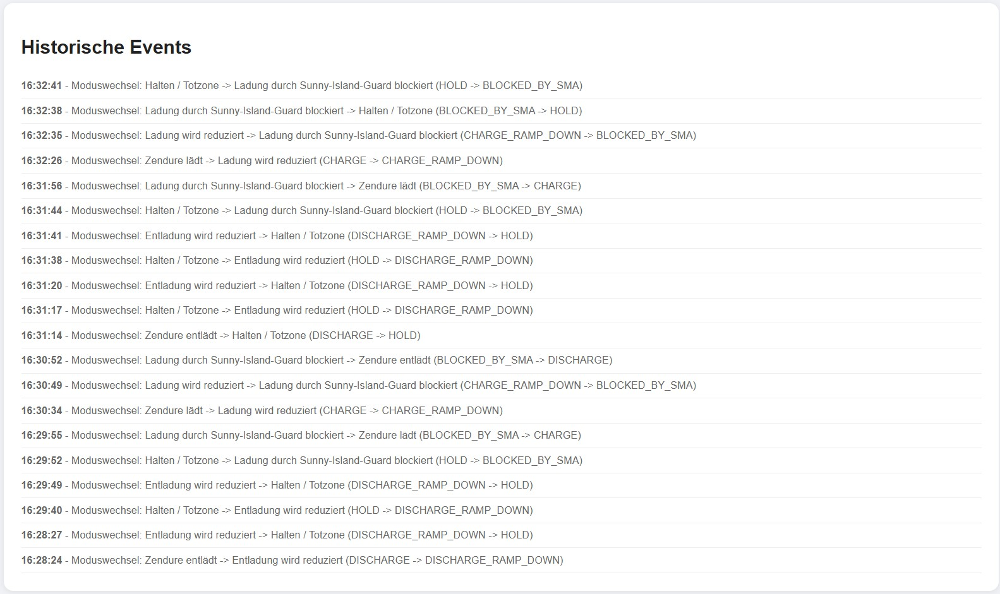 Historische Events
16:32:41 - Moduswechsel: Halten / Totzone -> Ladung durch Sunny-Island-Guard blockiert (HOLD -> BLOCKED_BY_SMA)
16:32:38 - Moduswechsel: Ladung durch Sunny-Island-Guard blockiert -> Halten / Totzone (BLOCKED_BY_SMA -> HOLD)
16:32:35 - Moduswechsel: Ladung wird reduziert -> Ladung durch Sunny-Island-Guard blockiert (CHARGE_RAMP_DOWN -> BLOCKED_BY_SMA)
16:32:26 - Moduswechsel: Zendure lädt -> Ladung wird reduziert (CHARGE -> CHARGE_RAMP_DOWN)
16:31:56 - Moduswechsel: Ladung durch Sunny-Island-Guard blockiert -> Zendure lädt (BLOCKED_BY_SMA -> CHARGE)
16:31:44 - Moduswechsel: Halten / Totzone -> Ladung durch Sunny-Island-Guard blockiert (HOLD -> BLOCKED_BY_SMA)
16:31:41 - Moduswechsel: Entladung wird reduziert -> Halten / Totzone (DISCHARGE_RAMP_DOWN -> HOLD)
16:31:38 - Moduswechsel: Halten / Totzone -> Entladung wird reduziert (HOLD -> DISCHARGE_RAMP_DOWN)
16:31:20 - Moduswechsel: Entladung wird reduziert -> Halten / Totzone (DISCHARGE_RAMP_DOWN -> HOLD)
16:31:17 - Moduswechsel: Halten / Totzone -> Entladung wird reduziert (HOLD -> DISCHARGE_RAMP_DOWN)
16:31:14 - Moduswechsel: Zendure entlädt -> Halten / Totzone (DISCHARGE -> HOLD)
16:30:52 - Moduswechsel: Ladung durch Sunny-Island-Guard blockiert -> Zendure entlädt (BLOCKED_BY_SMA -> DISCHARGE)
16:30:49 - Moduswechsel: Ladung wird reduziert -> Ladung durch Sunny-Island-Guard blockiert (CHARGE_RAMP_DOWN -> BLOCKED_BY_SMA)
16:30:34 - Moduswechsel: Zendure lädt -> Ladung wird reduziert (CHARGE -> CHARGE_RAMP_DOWN)
16:29:55 - Moduswechsel: Ladung durch Sunny-Island-Guard blockiert -> Zendure lädt (BLOCKED_BY_SMA -> CHARGE)
16:29:52 - Moduswechsel: Halten / Totzone -> Ladung durch Sunny-Island-Guard blockiert (HOLD -> BLOCKED_BY_SMA)
16:29:49 - Moduswechsel: Entladung wird reduziert -> Halten / Totzone (DISCHARGE_RAMP_DOWN -> HOLD)
16:29:40 - Moduswechsel: Halten / Totzone -> Entladung wird reduziert (HOLD -> DISCHARGE_RAMP_DOWN)
16:28:27 - Moduswechsel: Entladung wird reduziert -> Halten / Totzone (DISCHARGE_RAMP_DOWN -> HOLD)
16:28:24 - Moduswechsel: Zendure entlädt -> Entladung wird reduziert (DISCHARGE -> DISCHARGE_RAMP_DOWN)